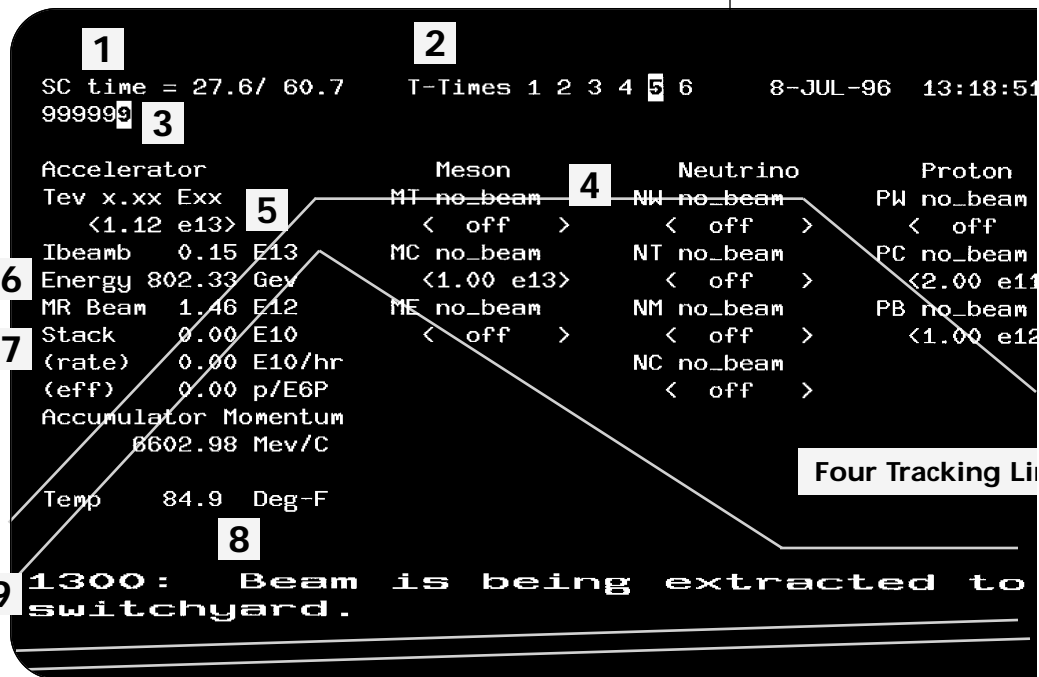 1 2
SC time = 27.6/ 60.7 T-Times 1 2 3 4 5 6 8-JUL-96 13:18:51
999999 3
Accelerator Meson Neutrino Proton
Tev x.xx Exx 5 MT no_beam 4 NW no_beam PW no_beam
<1.12 e13> < off > < off > < off
Ibeamb 0.15 E13 MC no_beam NT no_beam PC no_beam
6 Energy 802.33 Gev <1.00 e13> < off > <2.00 e11
MR Beam 1.46 E12 ME no_beam NM no_beam PB no_beam
7 Stack 0.00 E10 < off > < off > <1.00 e12
(rate) 0.00 E10/hr NC no_beam
(eff) 0.00 p/E6P < off >
Accumulator Momentum
6602.98 Mev/C
Four Tracking
Temp 84.9 Deg-F
8
9 1300: Beam is being extracted to
switchyard.